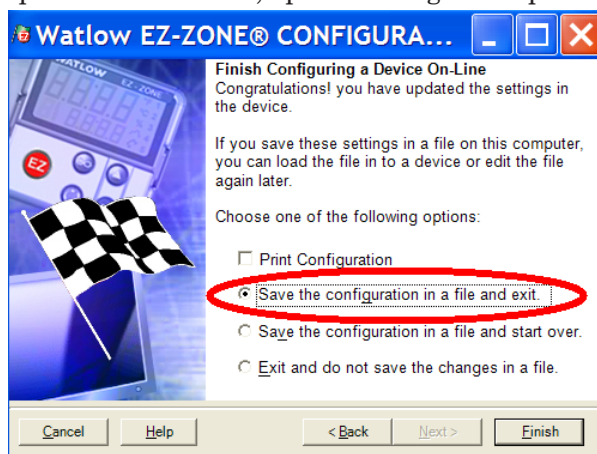 Watlow EZ-ZONE® CONFIGURA...
WATLOW EZ-ZONE
EZ
Finish Configuring a Device On-Line
Congratulations! you have updated the settings in
the device.
If you save these settings in a file on this computer,
you can load the file in to a device or edit the file
again later.
Choose one of the following options:
Print Configuration
Save the configuration in a file and exit.
Save the configuration in a file and start over.
Exit and do not save the changes in a file.
Cancel Help < Back Next > Finish